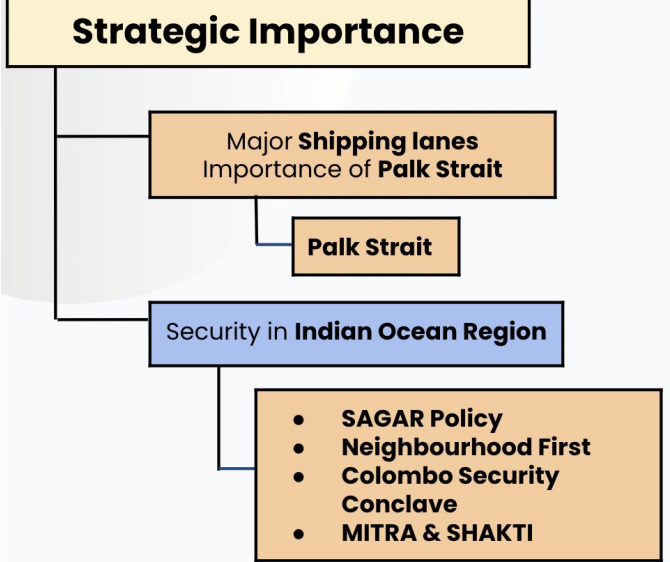 Strategic Importance
Major Shipping lanes
Importance of Palk Strait
Palk Strait
Security in Indian Ocean Region
● SAGAR Policy
● Neighbourhood First
● Colombo Security
Conclave
● MITRA & SHAKTI